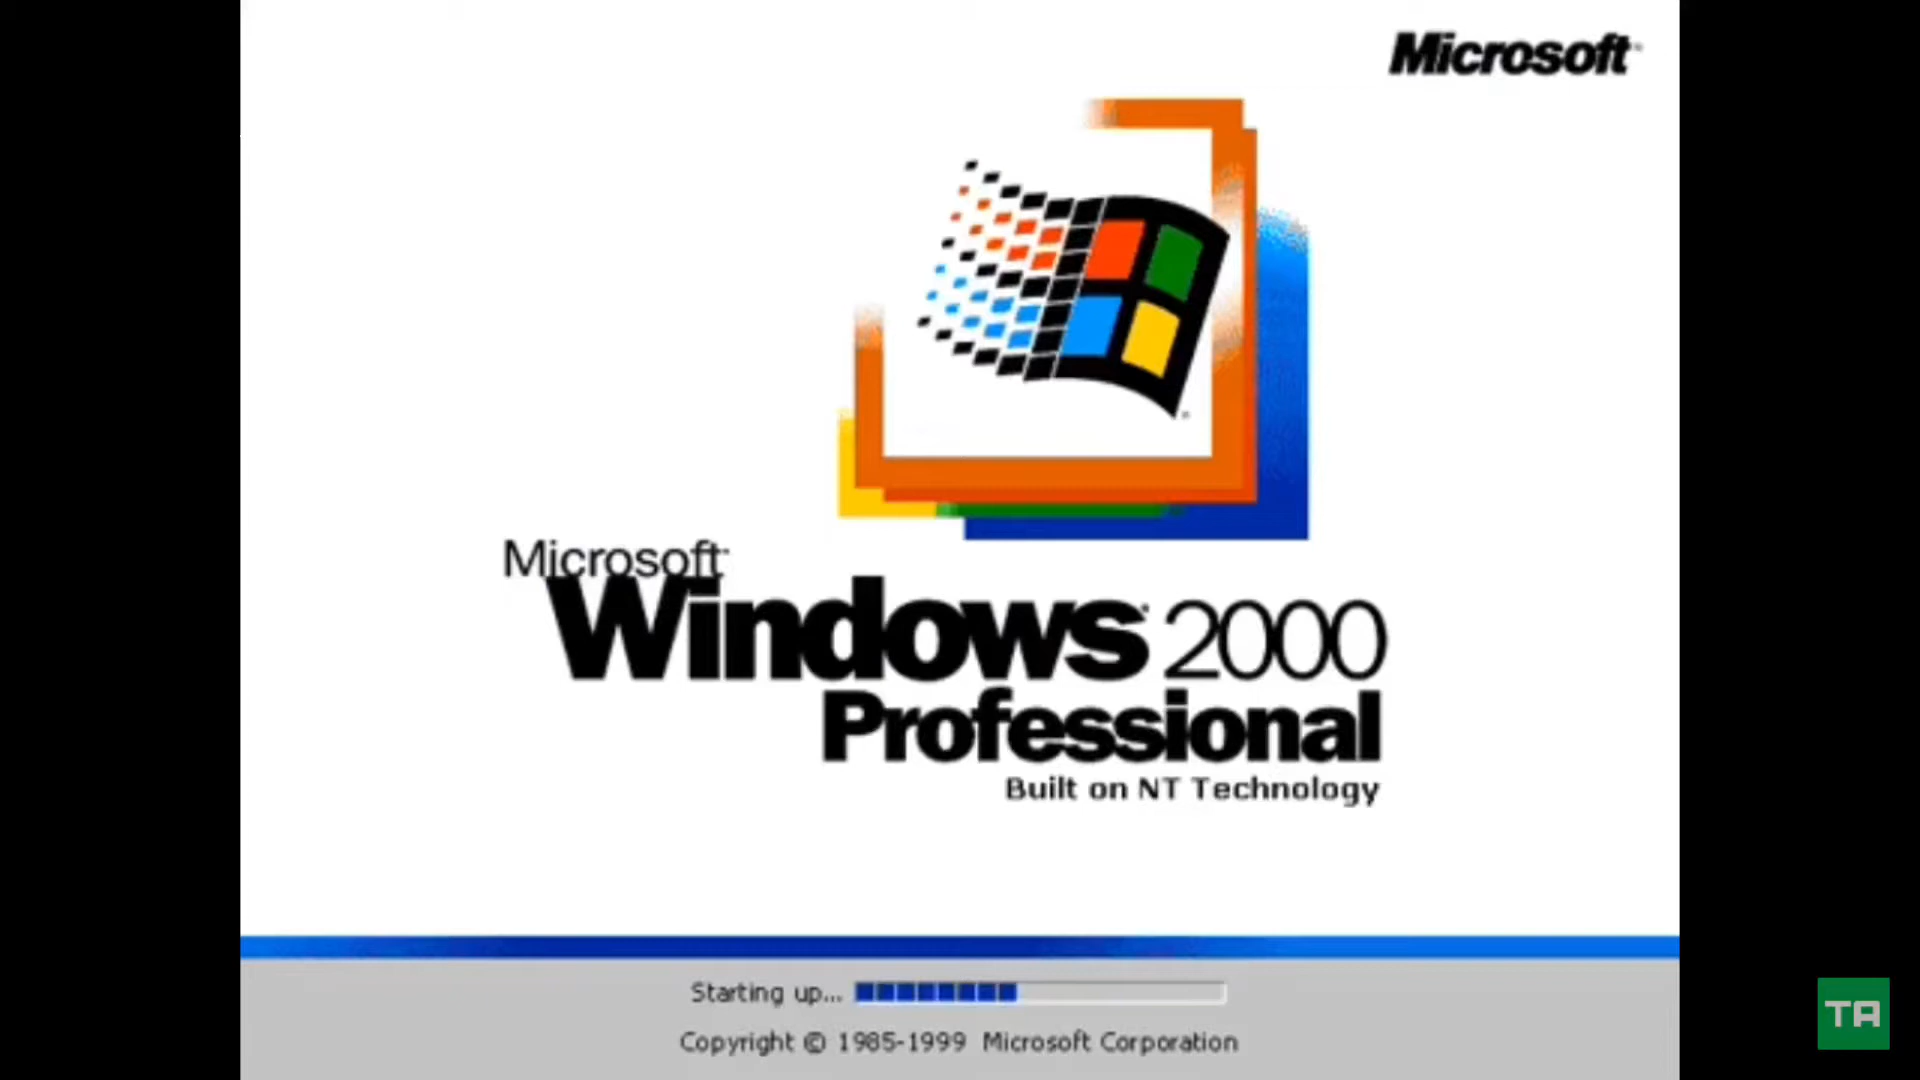 Microsoft
Microsoft
Windows 2000
Professional
Built on NT Technology
Starting up...
Copyright © 1985-1999 Microsoft Corporation
TA